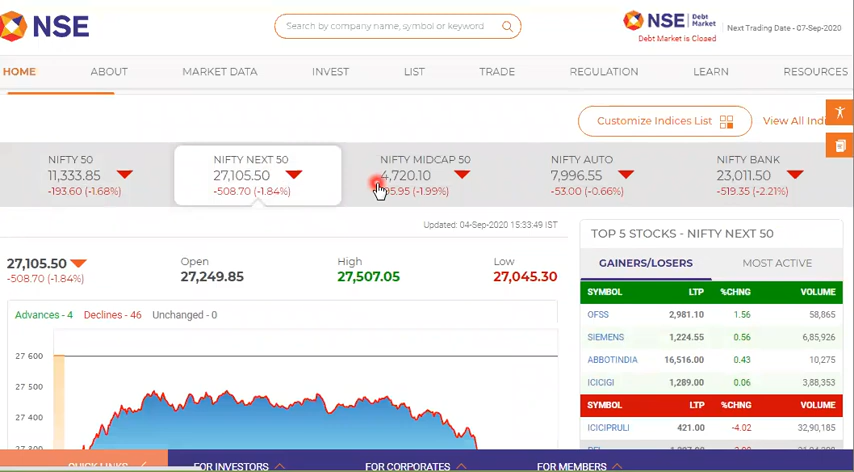 NSE
Search by company name, symbol or keyword
NSE Debt Market
Debt Market is Closed
Next Trading Date - 07-Sep-2020
HOME ABOUT MARKET DATA INVEST LIST TRADE REGULATION LEARN RESOURCES
Customize Indices List
View All
NIFTY 50 NIFTY NEXT 50 NIFTY MIDCAP 50 NIFTY AUTO NIFTY BANK
11,333.85 27,105.50 4,720.10 7,996.55 23,011.50
-193.60 (-1.68%) -508.70 (-1.84%) (-1.99%) -53.00 (-0.66%) -519.35 (-2.21%)
Updated: 04-Sep-2020 15:33:49 IST
27,105.50
-508.70 (-1.84%)
Open
27,249.85
High
27,507.05
Low
27,045.30
Advances - 4 Declines - 46 Unchanged - 0
27 600
27 500
27 400
27 300
TOP 5 STOCKS - NIFTY NEXT 50
GAINERS/LOSERS MOST ACTIVE
SYMBOL LTP %CHNG VOLUME
OFSS 2,981.10 1.56 58,865
SIEMENS 1,224.55 0.56 6,85,926
ABBOTINDIA 16,516.00 0.43 10,275
ICICIGI 1,289.00 0.06 3,88,353
SYMBOL LTP %CHNG VOLUME
ICICIPRULI 421.00 -4.02 32,90,185
QUICK LINKS FOR INVESTORS FOR CORPORATES FOR MEMBERS